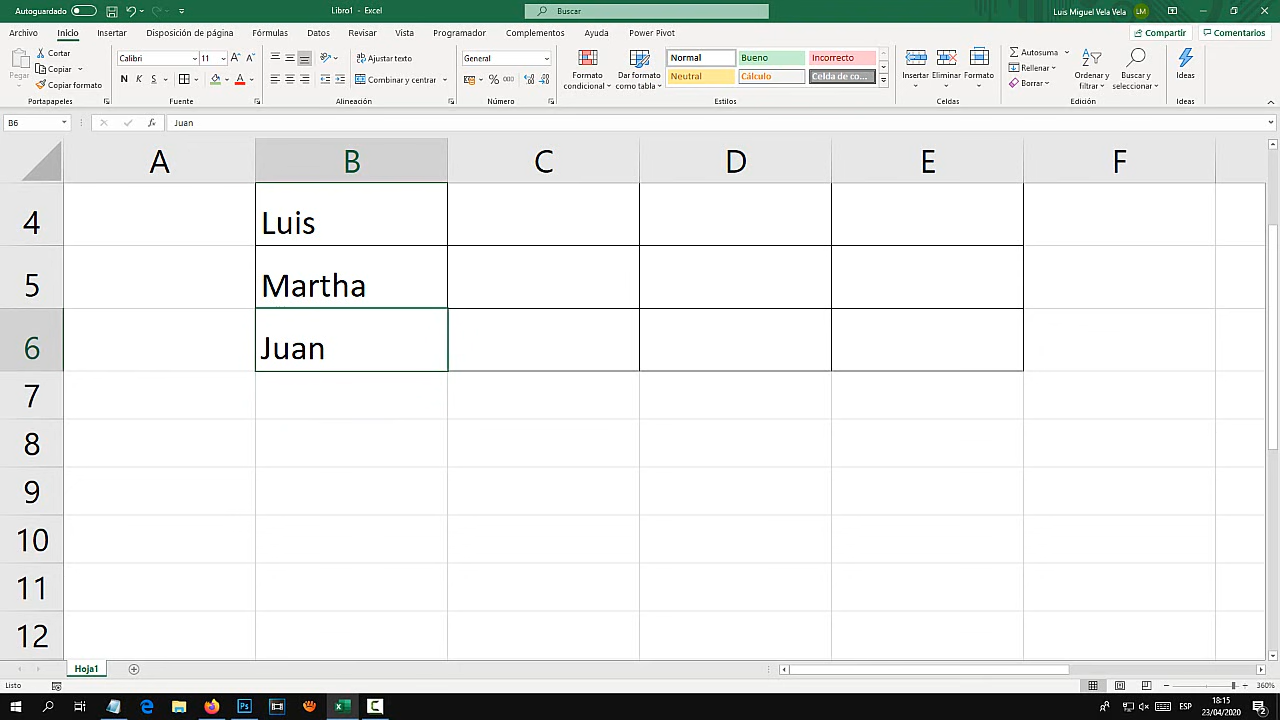 Autoguardado Libro1 - Excel Buscar Luis Miguel Vela Vela LM
Archivo Inicio Insertar Disposición de página Fórmulas Datos Revisar Vista Programador Complementos Ayuda Power Pivot Compartir Comentarios
Pegar Cortar Copiar Copiar formato Portapapeles
Calibri 11 N K S Fuente
Ajustar texto Combinar y centrar Alineación
General % 000 Número
Formato condicional Dar formato como tabla
Normal Bueno Incorrecto
Neutral Cálculo Celda de co...
Estilos
Insertar Eliminar Formato Celdas
Autosuma Rellenar Borrar Ordenar y filtrar Buscar y seleccionar Edición
Ideas Ideas
B6 fx Juan
A B C D E F
4 Luis
5 Martha
6 Juan
7
8
9
10
11
12
Hoja1
Listo 360%
ESP 18:15
23/04/2020